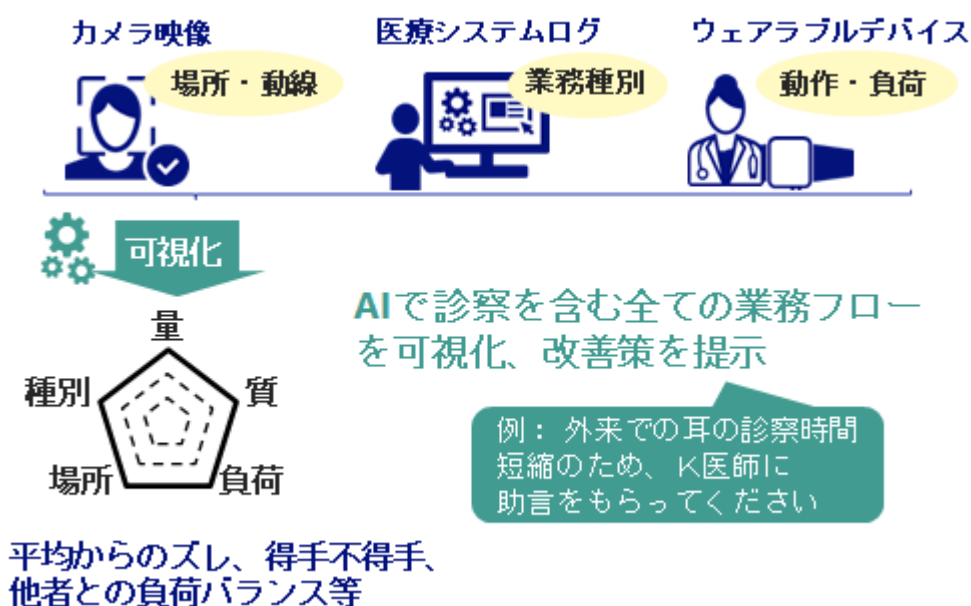 カメラ映像
医療システムログ
ウェアラブルデバイス
場所・動線
業務種別
動作・負荷
可視化
AIで診察を含む全ての業務フロー
を可視化、改善策を提示
量
種別
質
場所
負荷
例： 外来での耳の診察時間
短縮のため、Ｋ医師に
助言をもらってください
平均からのズレ、得手不得手、
他者との負荷バランス等